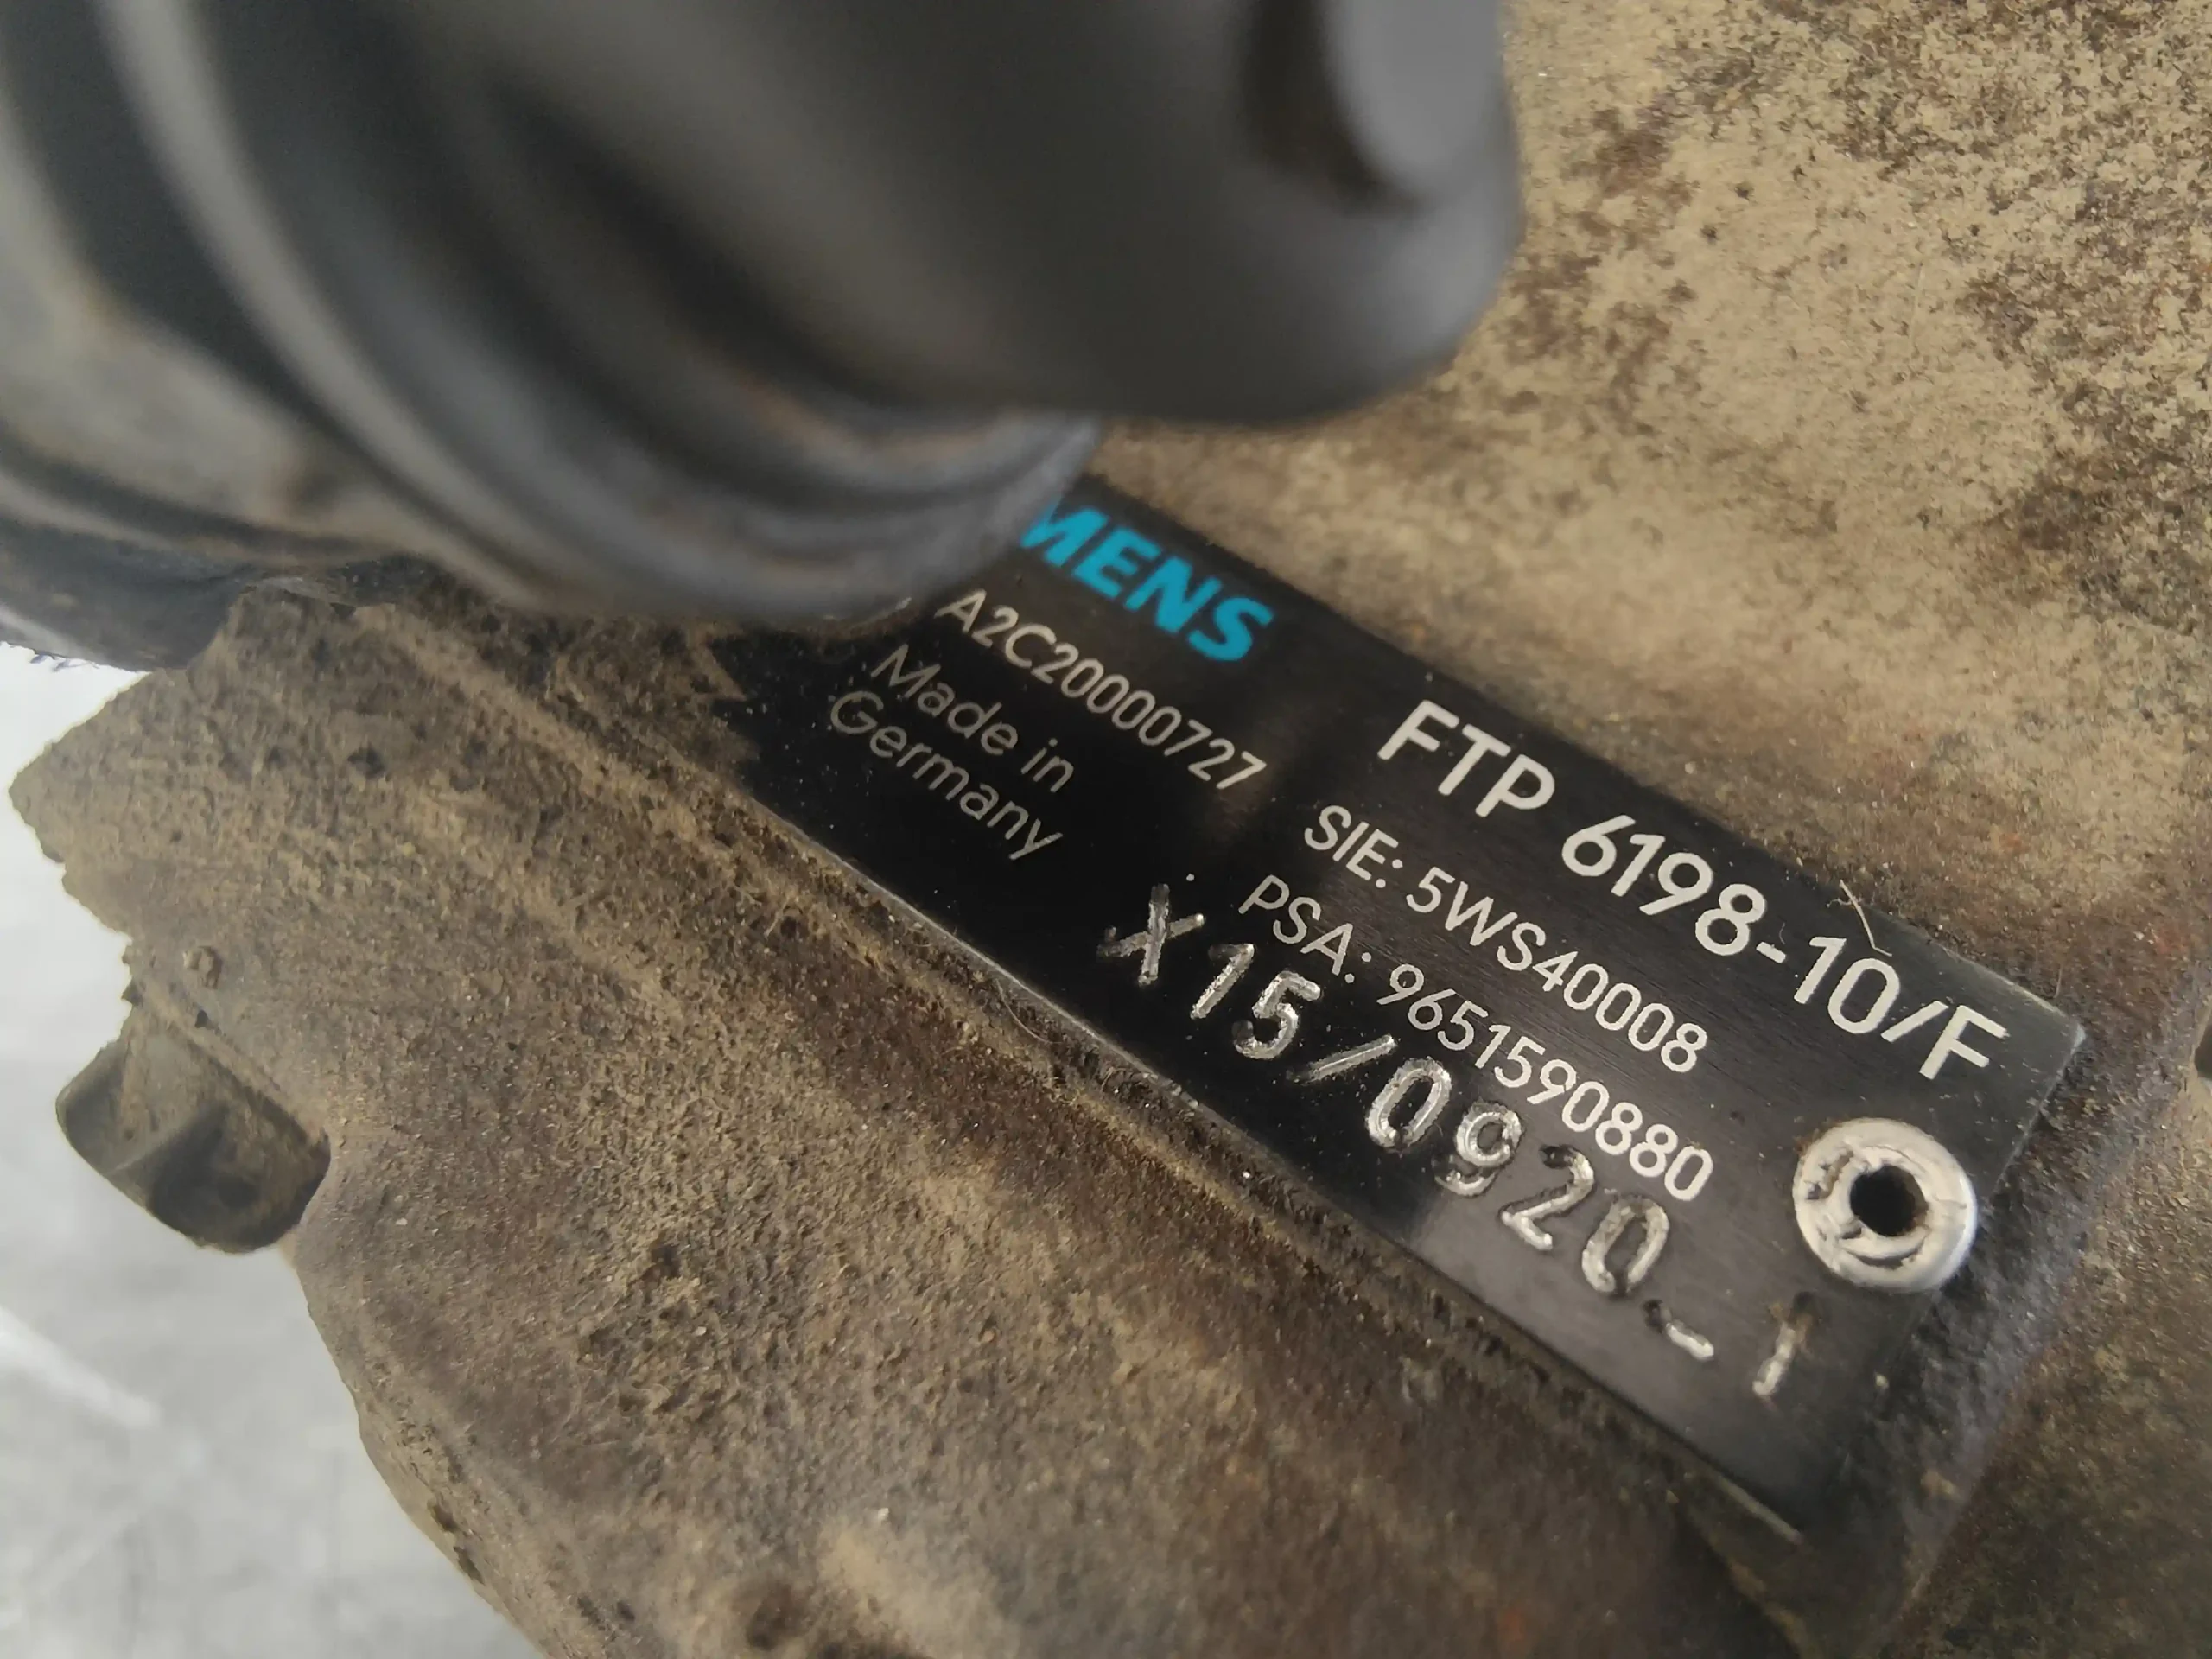 MENS
A2C20000727
Made in
Germany
FTP 6198-10/F
SIE: 5WS40008
PSA: 9651590880
X15/0920-1